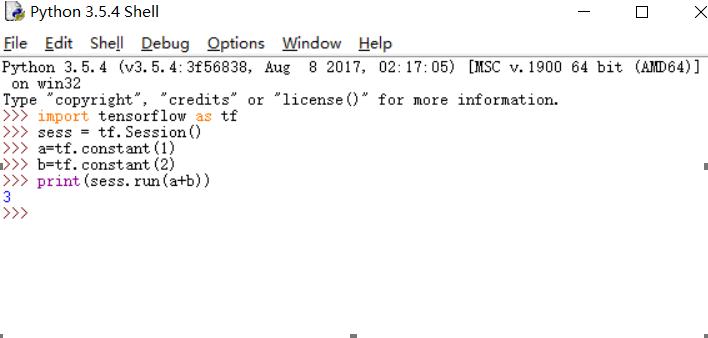 Python 3.5.4 Shell
File Edit Shell Debug Options Window Help
Python 3.5.4 (v3.5.4:3f56838, Aug  8 2017, 02:17:05) [MSC v.1900 64 bit (AMD64)]
 on win32
Type "copyright", "credits" or "license()" for more information.
>>> import tensorflow as tf
>>> sess = tf.Session()
>>> a=tf.constant(1)
>>> b=tf.constant(2)
>>> print(sess.run(a+b))
3
>>>